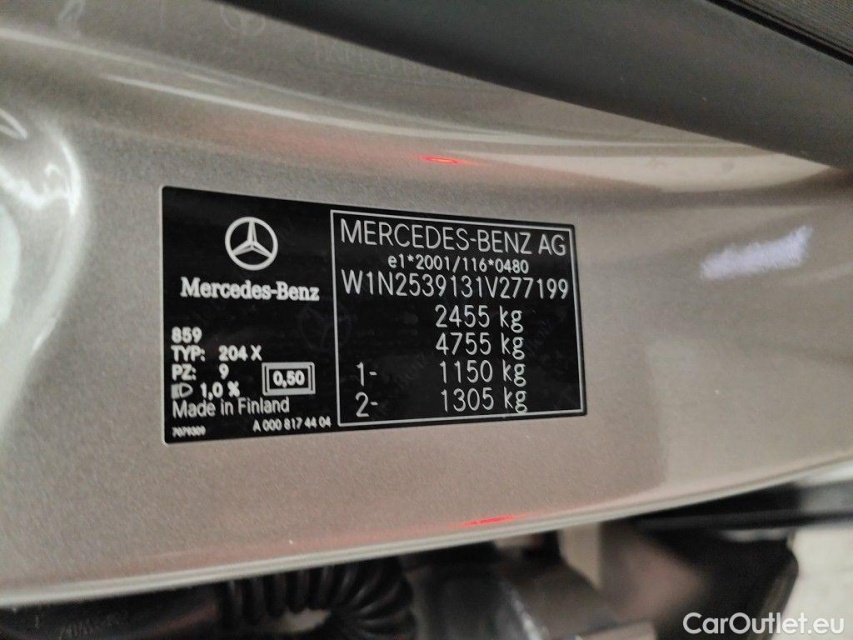 Mercedes-Benz
859
TYP: 204 X
PZ: 9
1,0 %
0,50
Made in Finland
7079309
A 000 817 44 04
MERCEDES-BENZ AG
e1*2001/116*0480
W1N2539131V277199
2455 kg
4755 kg
1- 1150 kg
2- 1305 kg
CarOutlet.eu